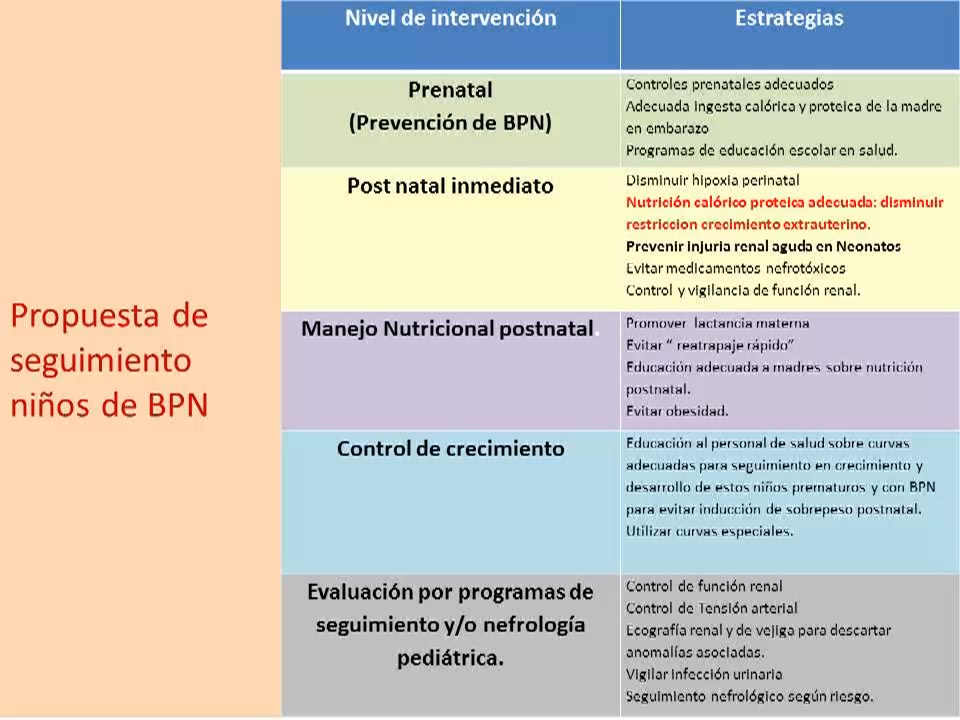 Propuesta de
seguimiento
niños de BPN
Nivel de intervención
Estrategias
Prenatal
(Prevención de BPN)
Controles prenatales adecuados
Adecuada ingesta calórica y proteica de la madre
en embarazo
Programas de educación escolar en salud.
Post natal inmediato
Disminuir hipoxia perinatal
Nutrición calórico proteica adecuada: disminuir
restriccion crecimiento extrauterino.
Prevenir injuria renal aguda en Neonatos
Evitar medicamentos nefrotóxicos
Control y vigilancia de función renal.
Manejo Nutricional postnatal.
Promover lactancia materna
Evitar “ reatrapaje rápido”
Educación adecuada a madres sobre nutrición
postnatal.
Evitar obesidad.
Control de crecimiento
Educación al personal de salud sobre curvas
adecuadas para seguimiento en crecimiento y
desarrollo de estos niños prematuros y con BPN
para evitar inducción de sobrepeso postnatal.
Utilizar curvas especiales.
Evaluación por programas de
seguimiento y/o nefrología
pediátrica.
Control de función renal
Control de Tensión arterial
Ecografía renal y de vejiga para descartar
anomalías asociadas.
Vigilar infección urinaria
Seguimiento nefrológico según riesgo.